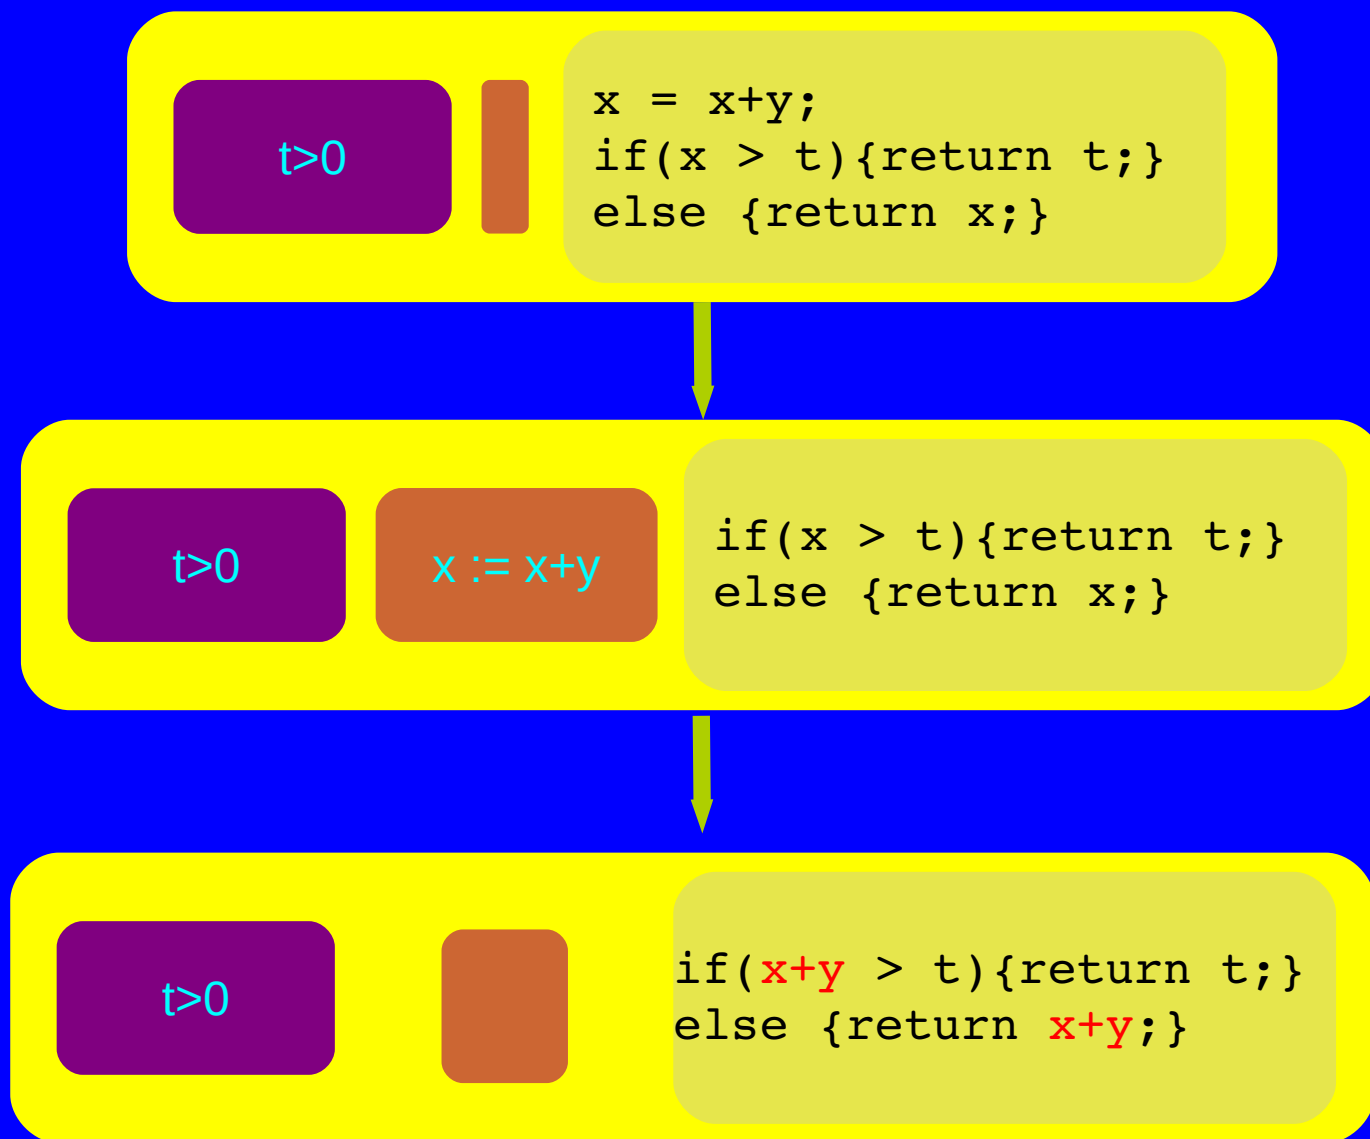 t>0
x = x+y;
if(x > t){return t;}
else {return x;}
t>0
x := x+y
if(x > t){return t;}
else {return x;}
t>0
if(x+y > t){return t;}
else {return x+y;}